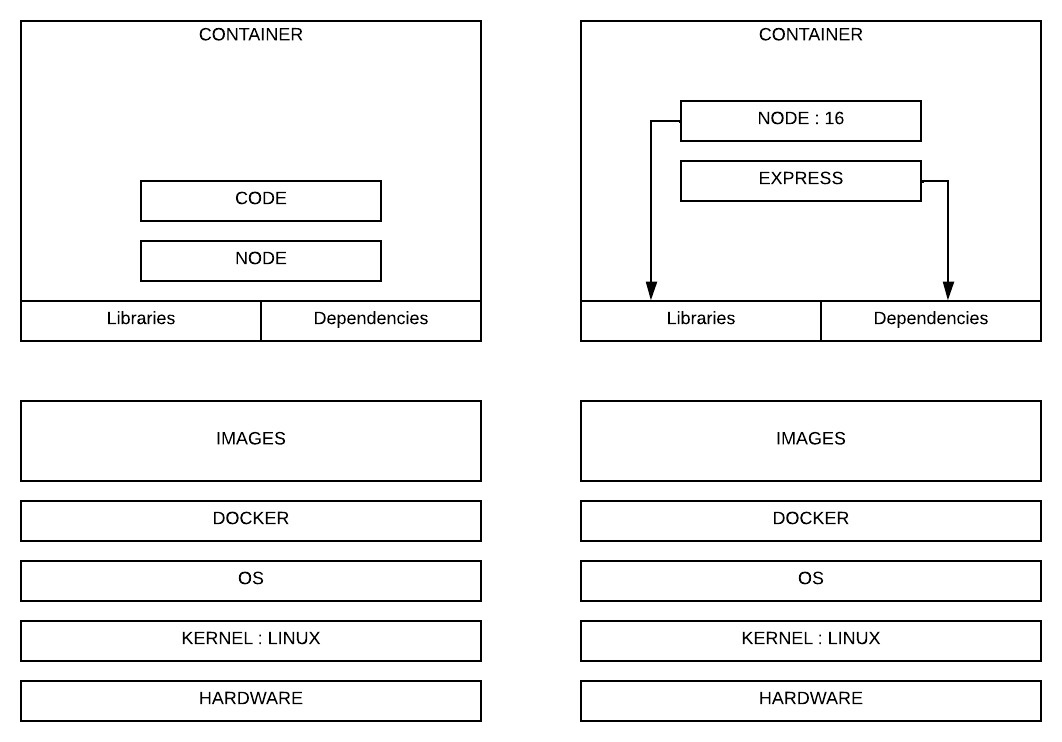 CONTAINER
CODE
NODE
Libraries
Dependencies
IMAGES
DOCKER
OS
KERNEL : LINUX
HARDWARE
CONTAINER
NODE : 16
EXPRESS
Libraries
Dependencies
IMAGES
DOCKER
OS
KERNEL : LINUX
HARDWARE